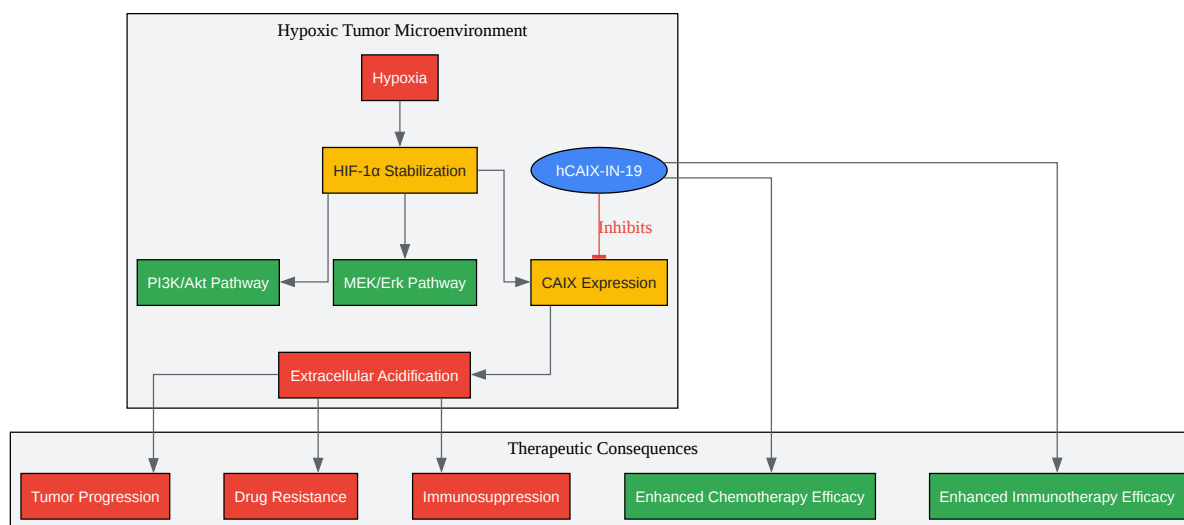 Hypoxic Tumor Microenvironment
Hypoxia
HIF-1α Stabilization
hCAIX-IN-19
Inhibits
PI3K/Akt Pathway
MEK/Erk Pathway
CAIX Expression
Extracellular Acidification
Therapeutic Consequences
Tumor Progression
Drug Resistance
Immunosuppression
Enhanced Chemotherapy Efficacy
Enhanced Immunotherapy Efficacy